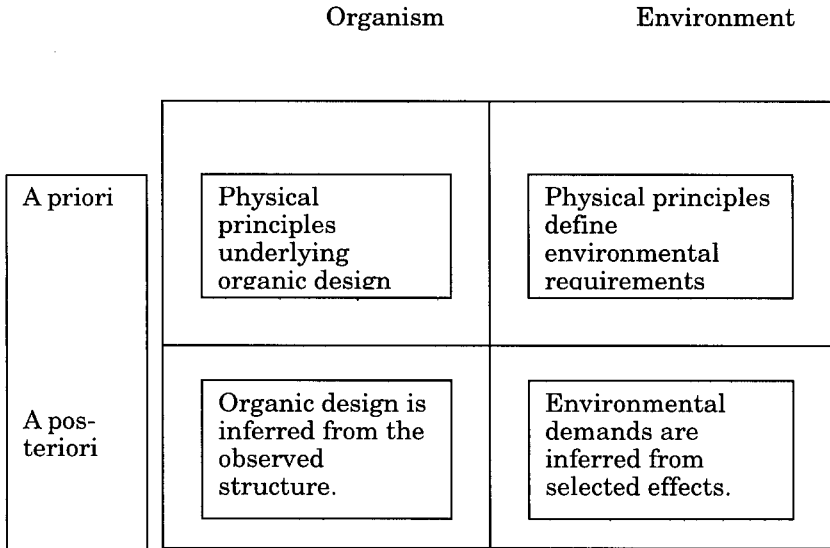 Organism Environment
A priori
Physical
principles
underlying
organic design
Physical principles
define
environmental
requirements
A pos-
teriori
Organic design is
inferred from the
observed
structure.
Environmental
demands are
inferred from
selected effects.